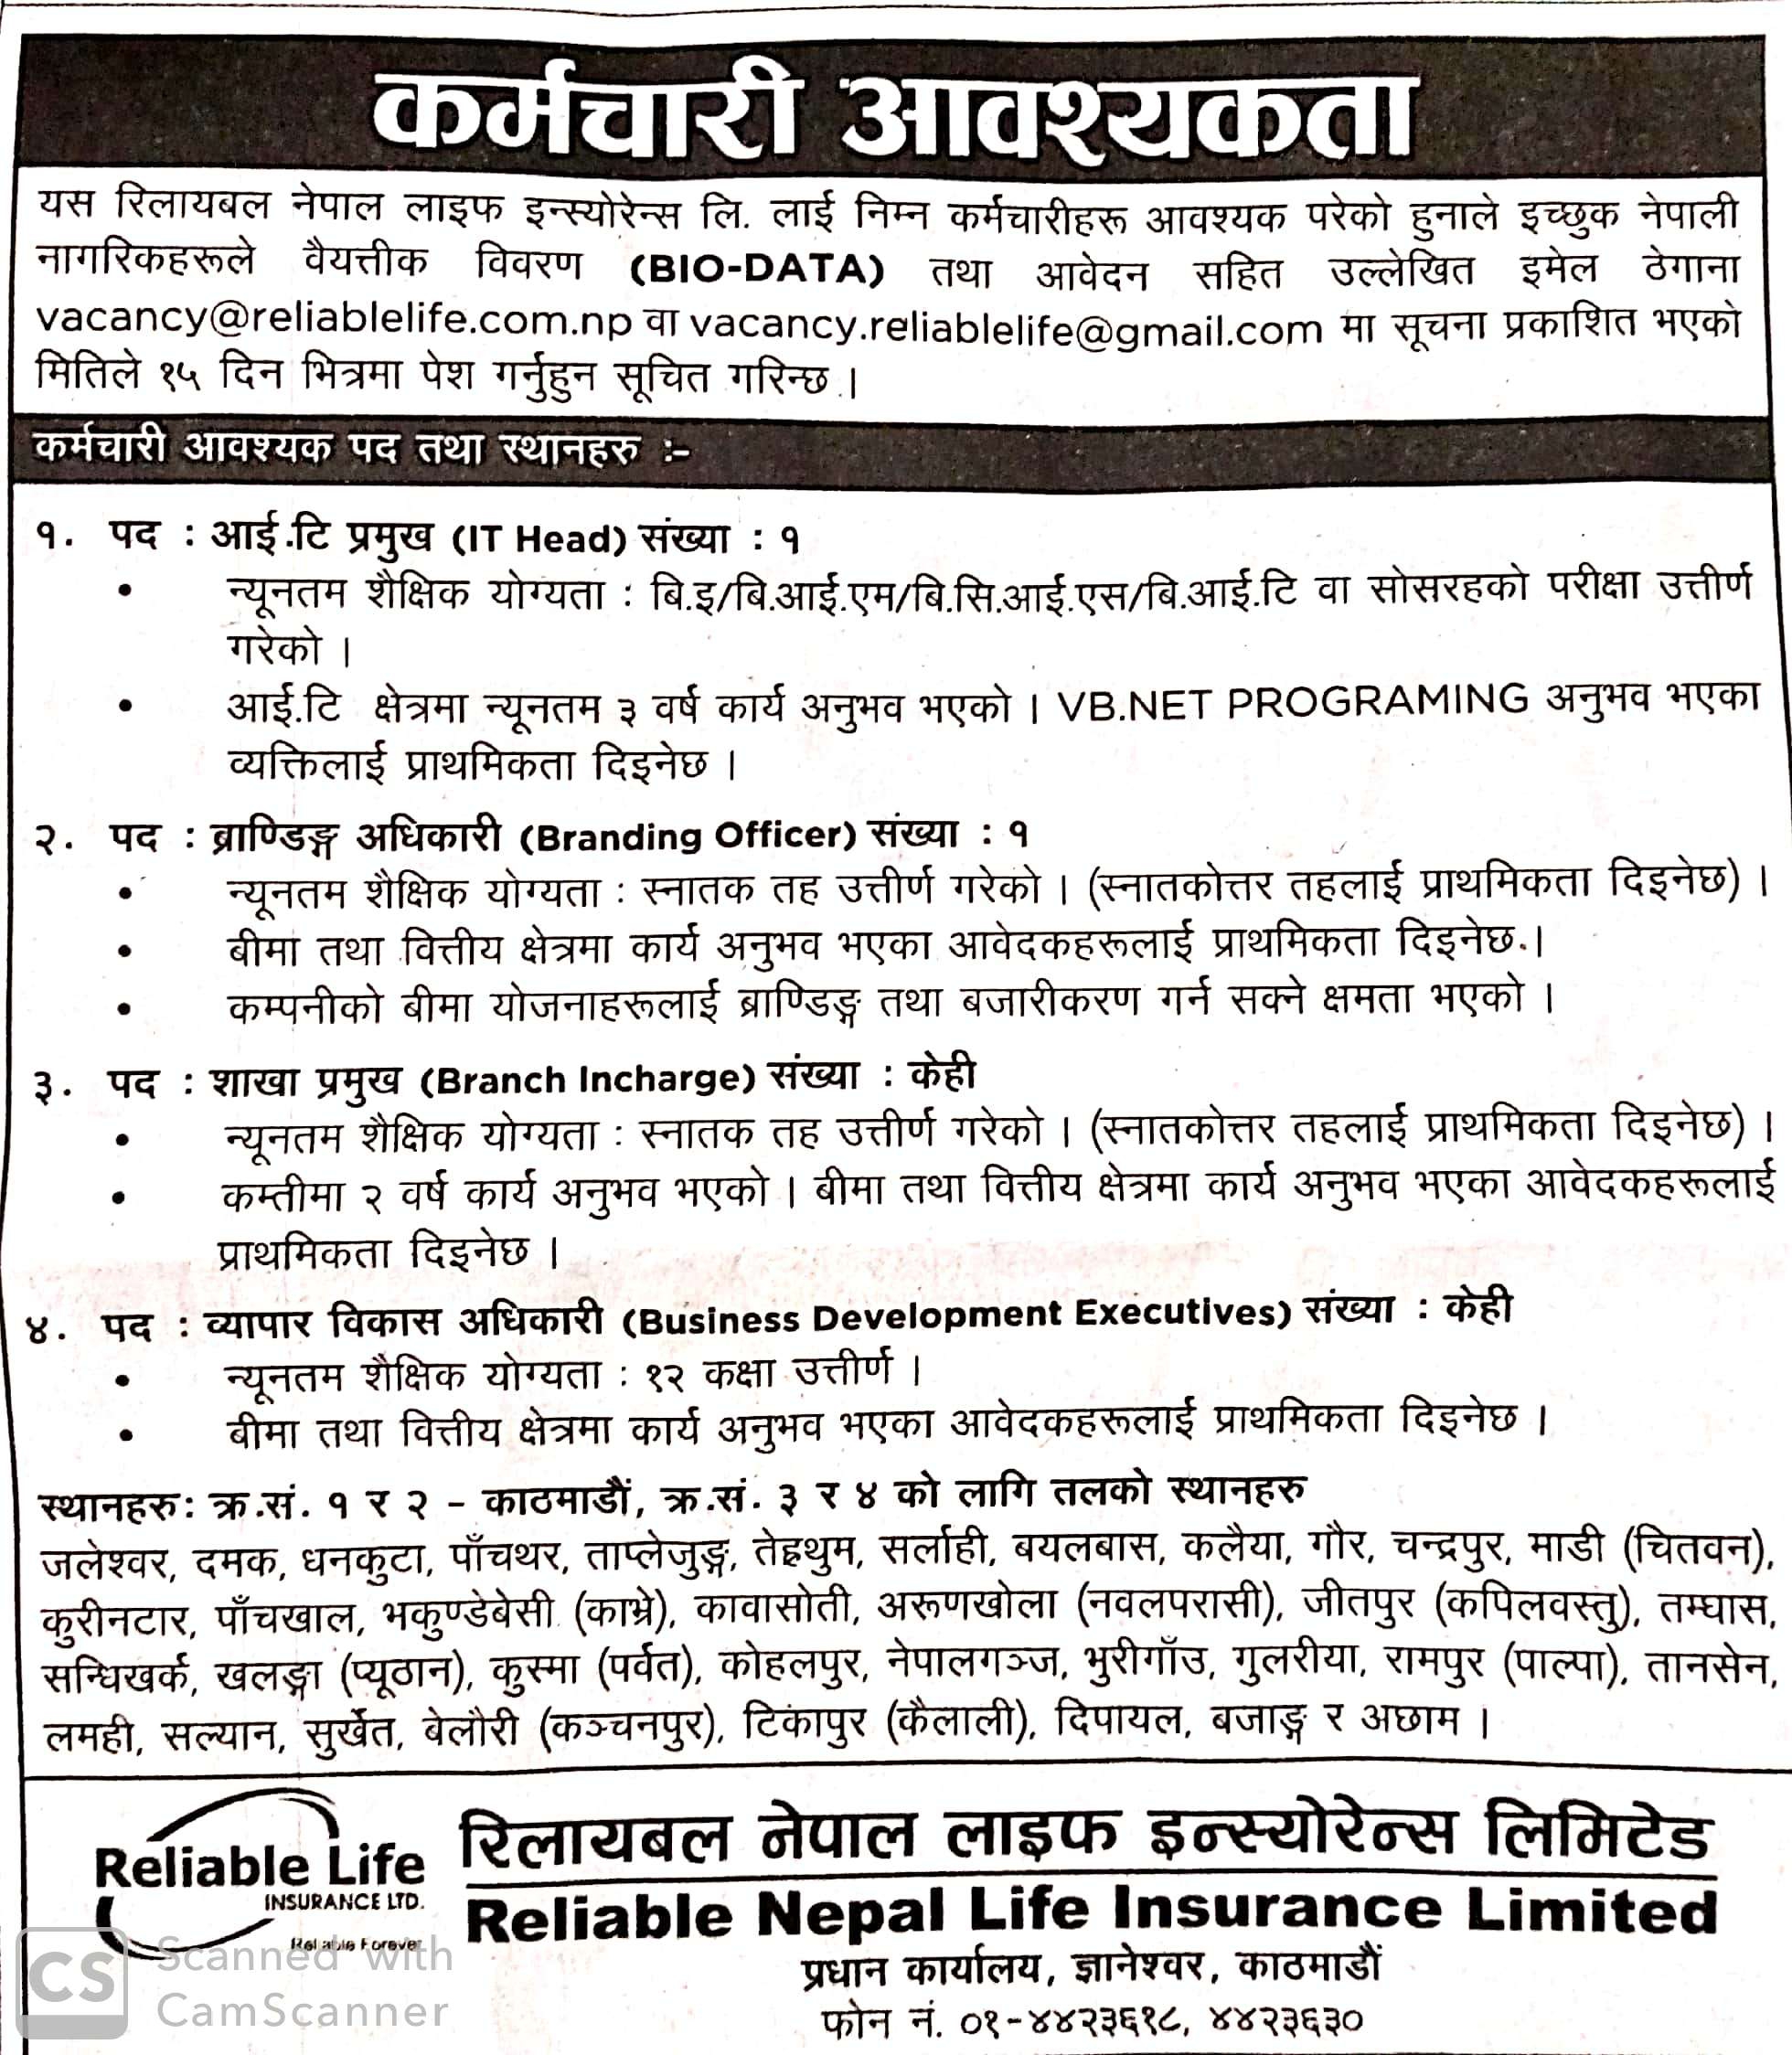 कर्मचारी आवश्यकता
यस रिलायबल नेपाल लाइफ इन्स्योरेन्स लि. लाई निम्न कर्मचारीहरू आवश्यक परेको हुनाले इच्छुक नेपाली
नागरिकहरूले वैयत्तीक विवरण (BIO-DATA) तथा आवेदन सहित उल्लेखित इमेल ठेगाना
vacancy@reliablelife.com.np वा vacancy.reliablelife@gmail.com मा सूचना प्रकाशित भएको
मितिले १५ दिन भित्रमा पेश गर्नुहुन सूचित गरिन्छ ।
कर्मचारी आवश्यक पद तथा स्थानहरु :-
१. पद : आई.टि प्रमुख (IT Head) संख्या : १
• न्यूनतम शैक्षिक योग्यता : बि.इ/बि.आई.एम/बि.सि.आई.एस/बि.आई.टि वा सोसरहको परीक्षा उत्तीर्ण
गरेको ।
• आई.टि क्षेत्रमा न्यूनतम ३ वर्ष कार्य अनुभव भएको । VB.NET PROGRAMING अनुभव भएका
व्यक्तिलाई प्राथमिकता दिइनेछ ।
२. पद : ब्राण्डिङ्ग अधिकारी (Branding Officer) संख्या : १
• न्यूनतम शैक्षिक योग्यता : स्नातक तह उत्तीर्ण गरेको । (स्नातकोत्तर तहलाई प्राथमिकता दिइनेछ) ।
• बीमा तथा वित्तीय क्षेत्रमा कार्य अनुभव भएका आवेदकहरूलाई प्राथमिकता दिइनेछ ।
• कम्पनीको बीमा योजनाहरूलाई ब्राण्डिङ्ग तथा बजारीकरण गर्न सक्ने क्षमता भएको ।
३. पद : शाखा प्रमुख (Branch Incharge) संख्या : केही
• न्यूनतम शैक्षिक योग्यता : स्नातक तह उत्तीर्ण गरेको । (स्नातकोत्तर तहलाई प्राथमिकता दिइनेछ) ।
• कम्तीमा २ वर्ष कार्य अनुभव भएको । बीमा तथा वित्तीय क्षेत्रमा कार्य अनुभव भएका आवेदकहरूलाई
प्राथमिकता दिइनेछ ।
४. पद : व्यापार विकास अधिकारी (Business Development Executives) संख्या : केही
• न्यूनतम शैक्षिक योग्यता : १२ कक्षा उत्तीर्ण ।
• बीमा तथा वित्तीय क्षेत्रमा कार्य अनुभव भएका आवेदकहरूलाई प्राथमिकता दिइनेछ ।
स्थानहरु: क्र.सं. १ र २ - काठमाडौं, क्र.सं. ३ र ४ को लागि तलको स्थानहरु
जलेश्वर, दमक, धनकुटा, पाँचथर, ताप्लेजुङ्ग, तेह्रथुम, सर्लाही, बयलबास, कलैया, गौर, चन्द्रपुर, माडी (चितवन),
कुरीनटार, पाँचखाल, भकुण्डेबेसी (काभ्रे), कावासोती, अरूणखोला (नवलपरासी), जीतपुर (कपिलवस्तु), तम्घास,
सन्धिखर्क, खलङ्गा (प्यूठान), कुस्मा (पर्वत), कोहलपुर, नेपालगञ्ज, भुरीगाँउ, गुलरीया, रामपुर (पाल्पा), तानसेन,
लमही, सल्यान, सुर्खेत, बेलौरी (कञ्चनपुर), टिकापुर (कैलाली), दिपायल, बजाङ्ग र अछाम ।
Reliable Life
INSURANCE LTD.
Reliable Forever
रिलायबल नेपाल लाइफ इन्स्योरेन्स लिमिटेड
Reliable Nepal Life Insurance Limited
प्रधान कार्यालय, ज्ञानेश्वर, काठमाडौं
फोन नं. ०१-४४२३६१८, ४४२३६३०
CS Scanned with
CamScanner